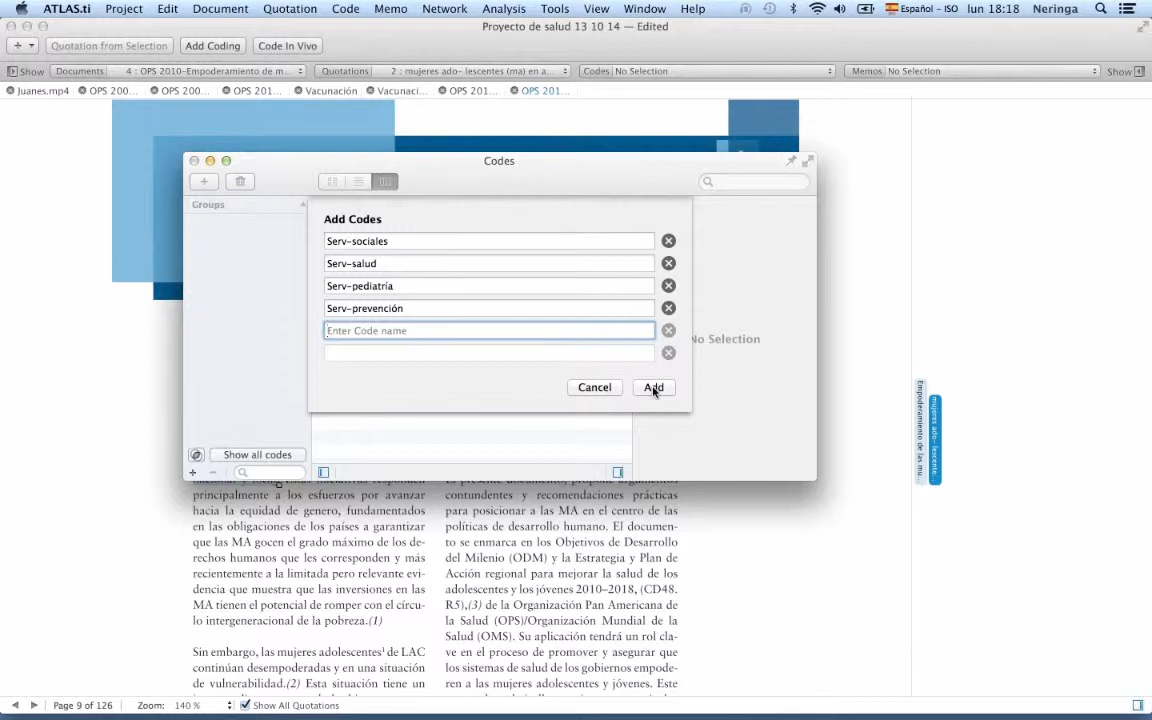 ATLAS.ti Project Edit Document Quotation Code Memo Network Analysis Tools View Window Help Español – ISO lun 18:18 Neringa
Proyecto de salud 13 10 14 — Edited
Quotation from Selection Add Coding Code In Vivo
Show Documents 4 : OPS 2010-Empoderamiento de m... Quotations 2 : mujeres ado- lescentes (ma) en a... Codes No Selection Memos No Selection Show
Juanes.mp4 OPS 200... OPS 200... OPS 201... Vacunación Vacunaci... OPS 201... OPS 201...
Codes
Groups
Add Codes
Serv-sociales
Serv-salud
Serv-pediatría
Serv-prevención
Enter Code name
No Selection
Cancel Add
Show all codes
Empoderamiento de las mu...
mujeres ado- lescente...
principalmente a los esfuerzos por avanzar
hacia la equidad de genero, fundamentados
en las obligaciones de los países a garantizar
que las MA gocen el grado máximo de los de-
rechos humanos que les corresponden y más
recientemente a la limitada pero relevante evi-
dencia que muestra que las inversiones en las
MA tienen el potencial de romper con el círcu-
lo intergeneracional de la pobreza.(1)
Sin embargo, las mujeres adolescentes¹ de LAC
continúan desempoderadas y en una situación
de vulnerabilidad.(2) Esta situación tiene un
El presente documento, propone argumentos
contundentes y recomendaciones prácticas
para posicionar a las MA en el centro de las
políticas de desarrollo humano. El documen-
to se enmarca en los Objetivos de Desarrollo
del Milenio (ODM) y la Estrategia y Plan de
Acción regional para mejorar la salud de los
adolescentes y los jóvenes 2010–2018, (CD48.
R5),(3) de la Organización Pan Americana de
la Salud (OPS)/Organización Mundial de la
Salud (OMS). Su aplicación tendrá un rol cla-
ve en el proceso de promover y asegurar que
los sistemas de salud de los gobiernos empode-
ren a las mujeres adolescentes y jóvenes. Este
Page 9 of 126 Zoom: 140 % Show All Quotations